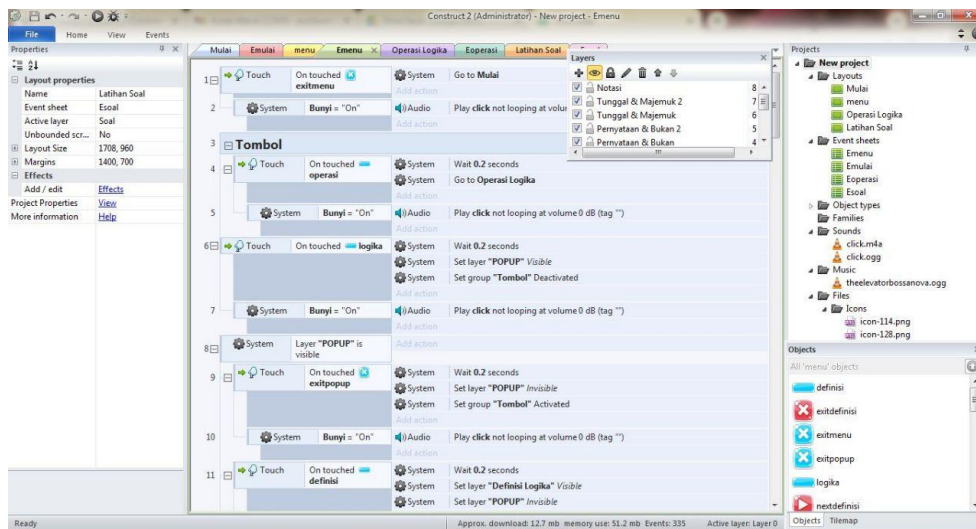 Construct 2 (Administrator) - New project - Emenu
File Home View Events
Properties
Layout properties
Name Latihan Soal
Event sheet Esoal
Active layer Soal
Unbounded scr... No
Layout Size 1708, 960
Margins 1400, 700
Effects
Add / edit Effects
Project Properties View
More information Help
Mulai Emulai menu Emenu Operasi Logika Eoperasi Latihan Soal
1 Touch On touched exitmenu System Go to Mulai
Add action
2 System Bunyi = "On" Audio Play click not looping at volu
Add action
3 Tombol
4 Touch On touched operasi System Wait 0.2 seconds
System Go to Operasi Logika
Add action
5 System Bunyi = "On" Audio Play click not looping at volume 0 dB (tag "")
Add action
6 Touch On touched logika System Wait 0.2 seconds
System Set layer "POPUP" Visible
System Set group "Tombol" Deactivated
Add action
7 System Bunyi = "On" Audio Play click not looping at volume 0 dB (tag "")
Add action
8 System Layer "POPUP" is visible Add action
9 Touch On touched exitpopup System Wait 0.2 seconds
System Set layer "POPUP" Invisible
System Set group "Tombol" Activated
Add action
10 System Bunyi = "On" Audio Play click not looping at volume 0 dB (tag "")
Add action
11 Touch On touched definisi System Wait 0.2 seconds
System Set layer "Definisi Logika" Visible
System Set layer "POPUP" Invisible
Layers
Notasi 8
Tunggal & Majemuk 2 7
Tunggal & Majemuk 6
Pernyataan & Bukan 2 5
Pernyataan & Bukan 4
Projects
New project
Layouts
Mulai
menu
Operasi Logika
Latihan Soal
Event sheets
Emenu
Emulai
Eoperasi
Esoal
Object types
Families
Sounds
click.m4a
click.ogg
Music
theelevatorbossanova.ogg
Files
Icons
icon-114.png
icon-128.png
Objects
All 'menu' objects
definisi
exitdefinisi
exitmenu
exitpopup
logika
nextdefinisi
Objects Tilemap
Ready Approx. download: 12.7 mb memory use: 51.2 mb Events: 335 Active layer: Layer 0